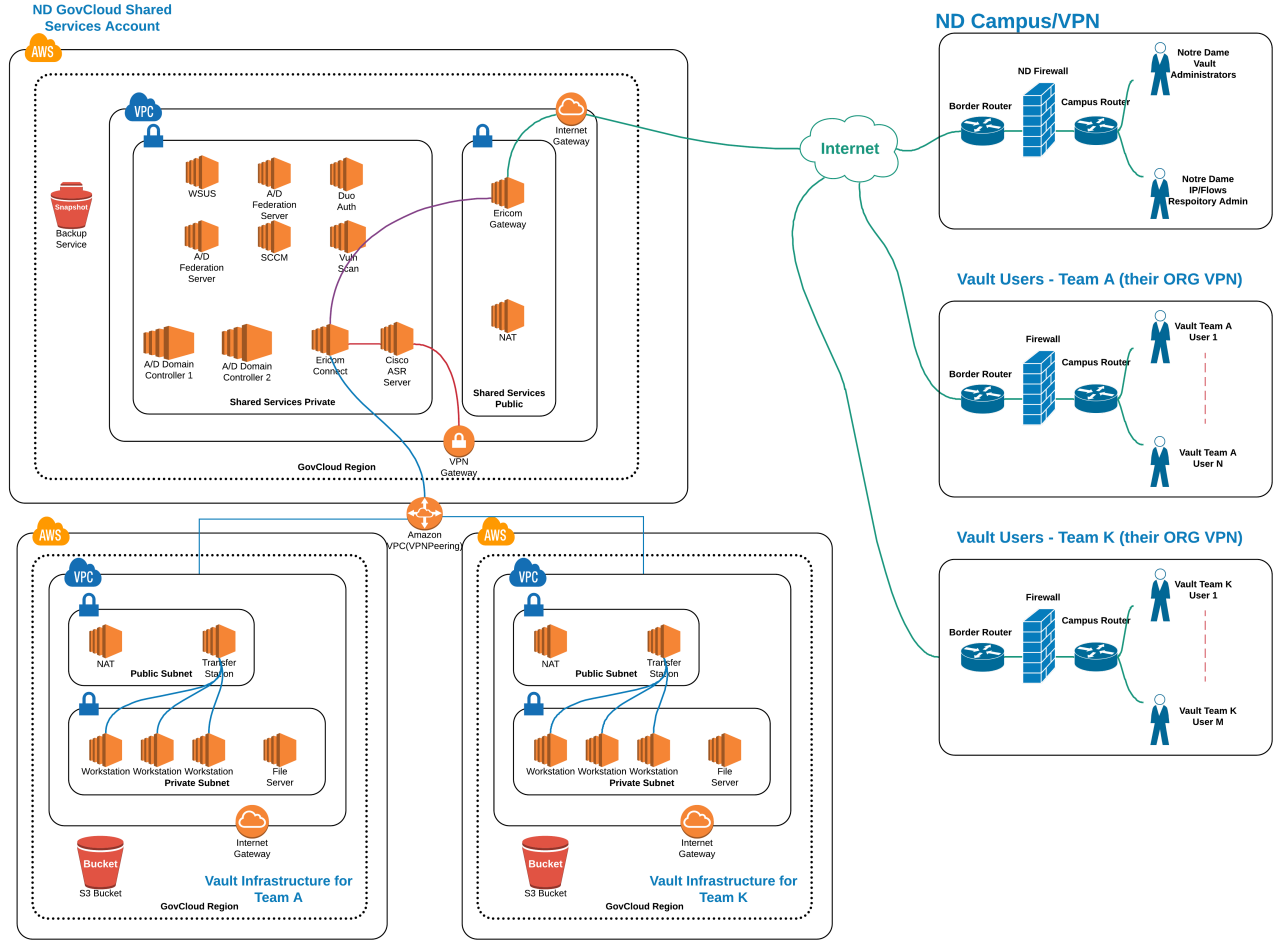 ND GovCloud Shared
Services Account
AWS
VPC
Internet
Gateway
WSUS
A/D
Federation
Server
Duo
Auth
Snapshot
Backup
Service
A/D
Federation
Server
SCCM
Vuln
Scan
Ericom
Gateway
NAT
A/D Domain
Controller 1
A/D Domain
Controller 2
Ericom
Connect
Cisco
ASR
Server
Shared Services Private
Shared Services
Public
VPN
Gateway
GovCloud Region
Amazon
VPC(VPNPeering)
AWS
VPC
NAT
Transfer
Station
Public Subnet
Workstation
Workstation
Workstation
File
Server
Private Subnet
Internet
Gateway
Bucket
S3 Bucket
Vault Infrastructure for
Team A
GovCloud Region
AWS
VPC
NAT
Transfer
Station
Public Subnet
Workstation
Workstation
Workstation
File
Server
Private Subnet
Internet
Gateway
Bucket
S3 Bucket
Vault Infrastructure for
Team K
GovCloud Region
Internet
ND Campus/VPN
Border Router
ND Firewall
Campus Router
Notre Dame
Vault
Administrators
Notre Dame
IP/Flows
Respoitory Admin
Vault Users - Team A (their ORG VPN)
Border Router
Firewall
Campus Router
Vault Team A
User 1
Vault Team A
User N
Vault Users - Team K (their ORG VPN)
Border Router
Firewall
Campus Router
Vault Team K
User 1
Vault Team K
User M